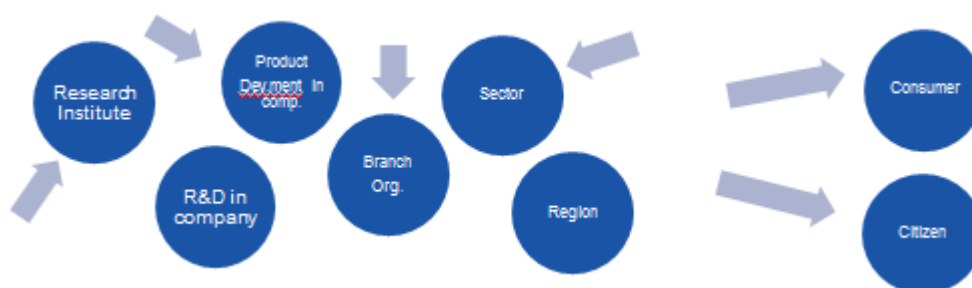 Research
Institute
Product
Dev.ment in
comp.
R&D in
company
Branch
Org.
Sector
Region
Consumer
Citizen